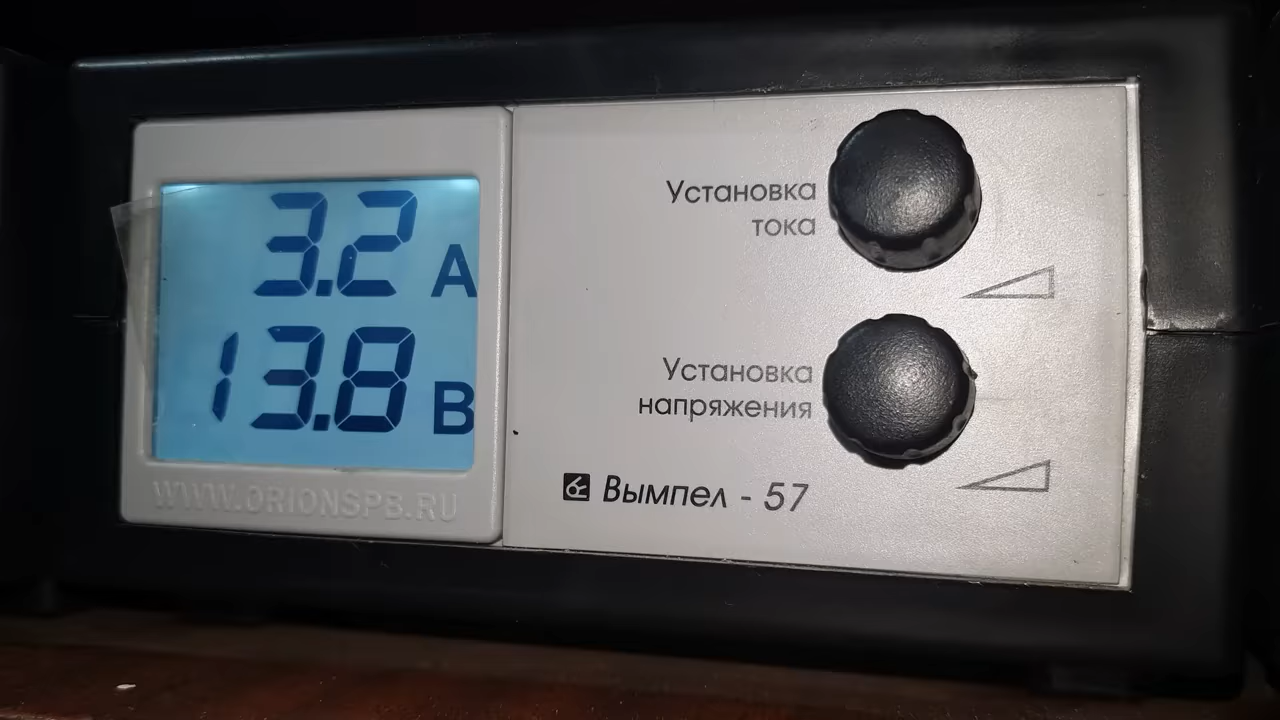 3.2 А
13.8 В
WWW.ORIONSPB.RU
Установка
тока
Установка
напряжения
Вымпел - 57